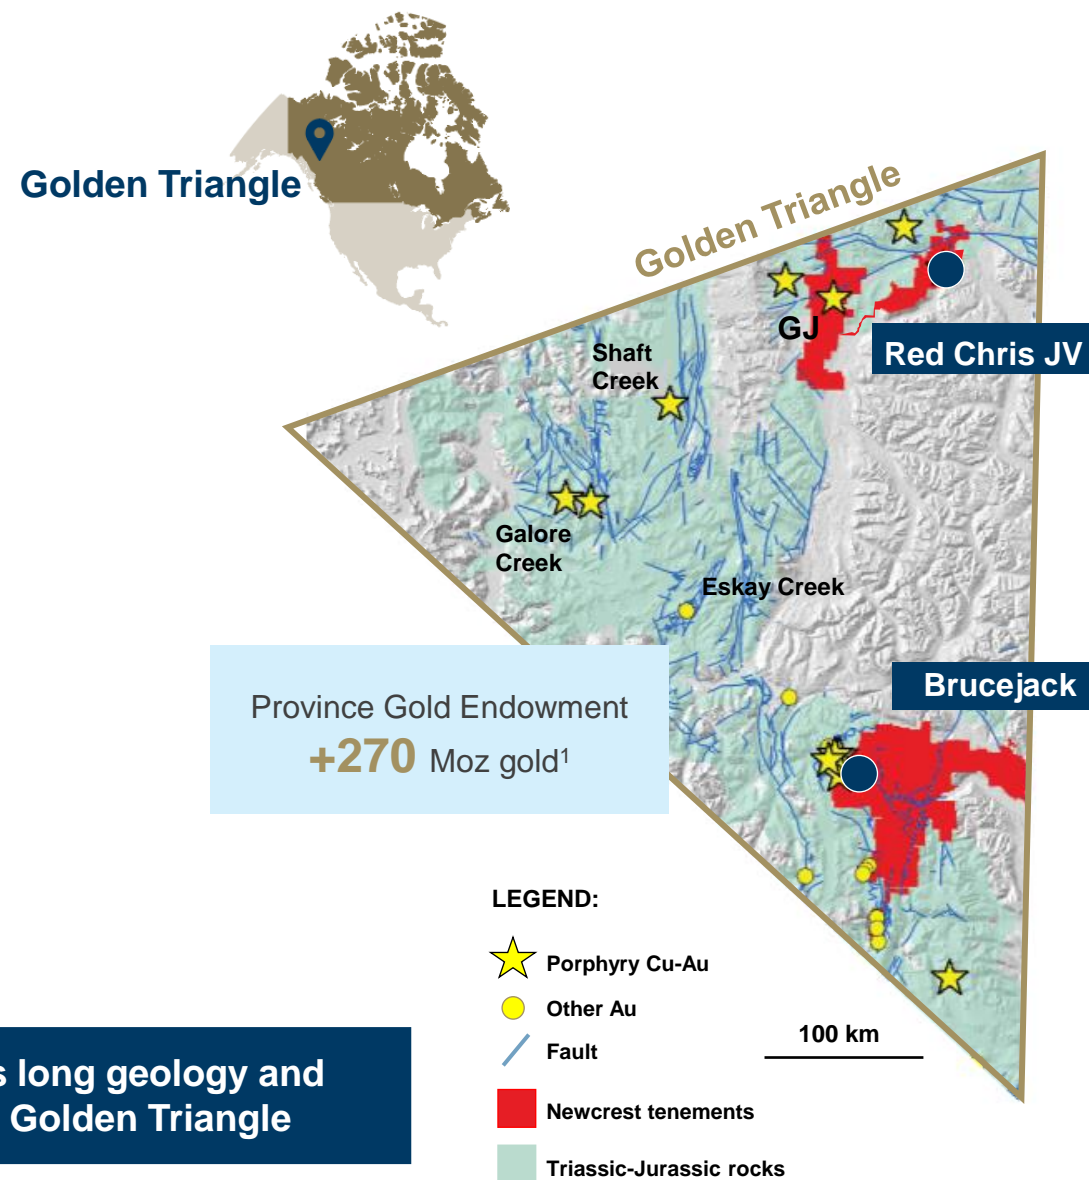 Golden Triangle
Golden Triangle
GJ
Red Chris JV
Shaft
Creek
Galore
Creek
Eskay Creek
Brucejack
Province Gold Endowment
+270 Moz gold¹
LEGEND:
Porphyry Cu-Au
Other Au
Fault
100 km
Newcrest tenements
Triassic-Jurassic rocks
s long geology and
Golden Triangle